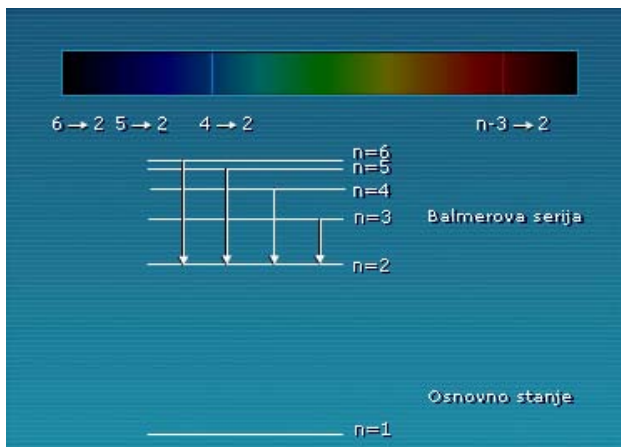 6→2 5→2 4→2 n-3→2
n=6
n=5
n=4
n=3 Balmerova serija
n=2
Osnovno stanje
n=1